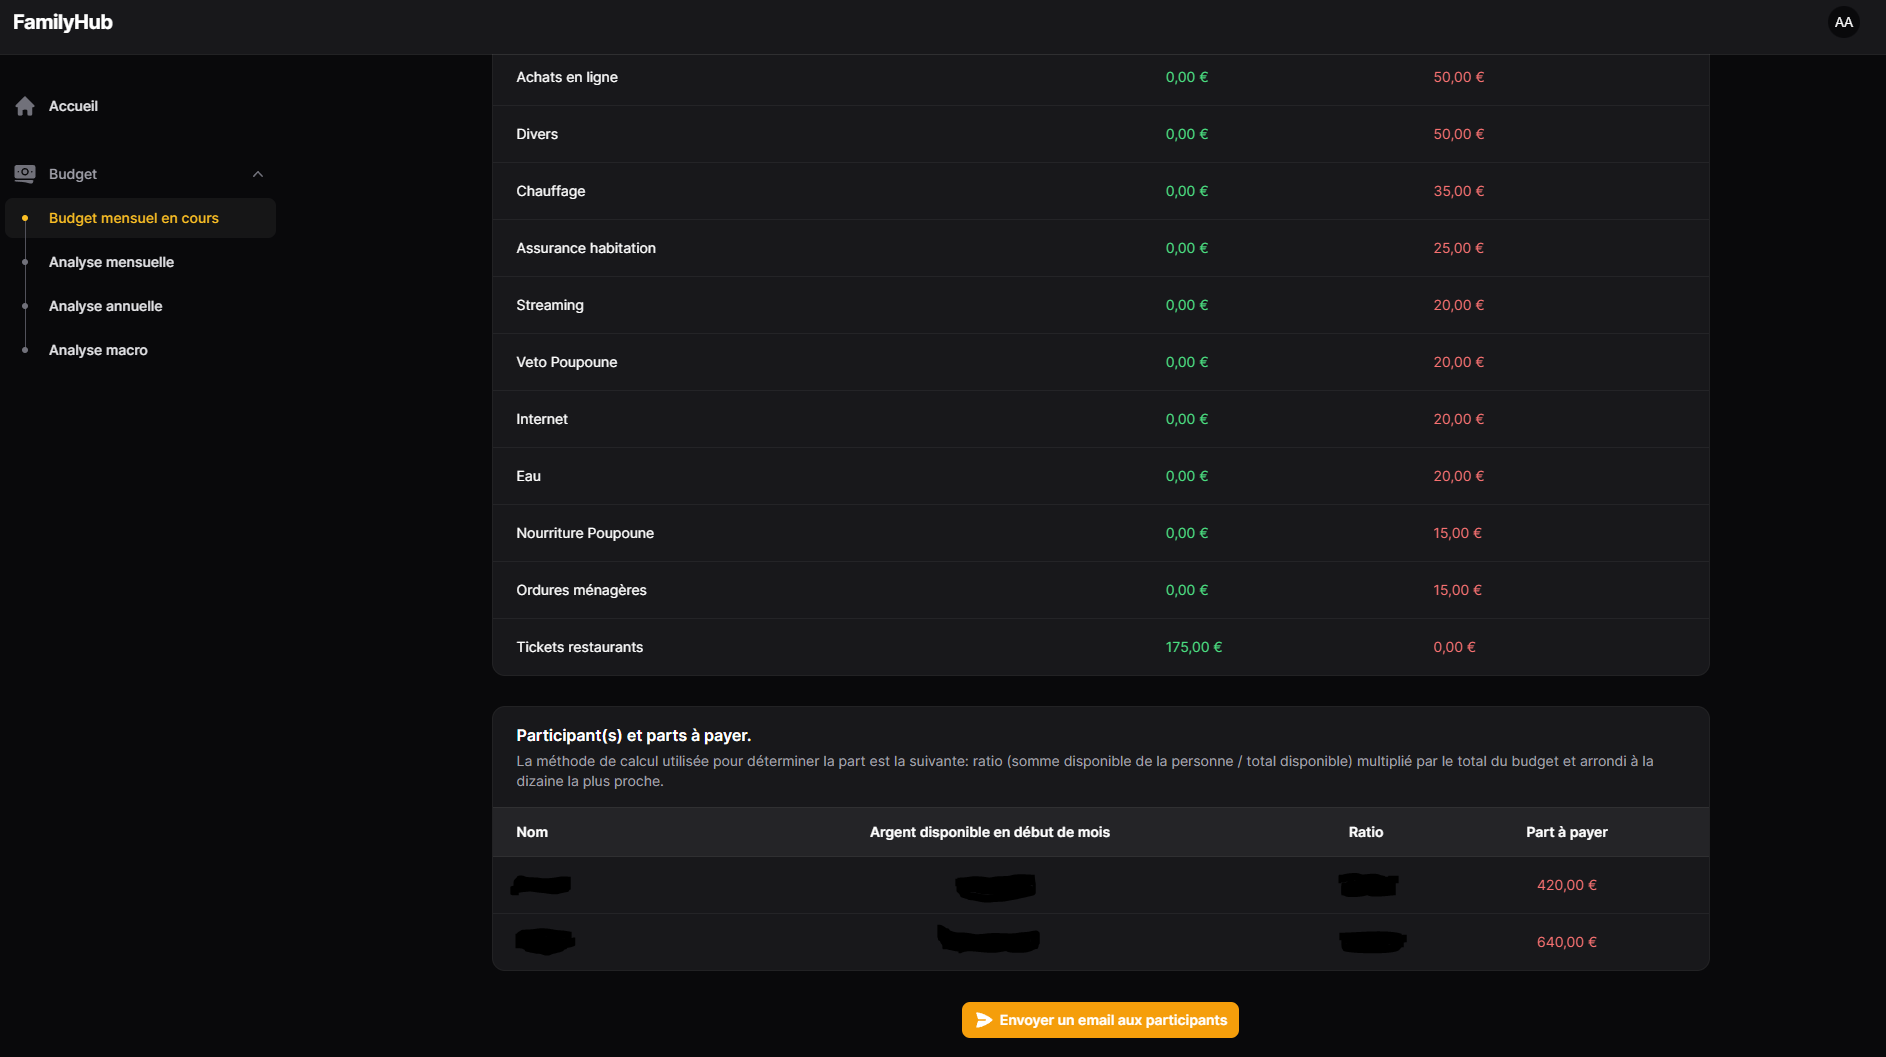 FamilyHub
AA
Accueil
Budget
Budget mensuel en cours
Analyse mensuelle
Analyse annuelle
Analyse macro
Achats en ligne 0,00 € 50,00 €
Divers 0,00 € 50,00 €
Chauffage 0,00 € 35,00 €
Assurance habitation 0,00 € 25,00 €
Streaming 0,00 € 20,00 €
Veto Poupoune 0,00 € 20,00 €
Internet 0,00 € 20,00 €
Eau 0,00 € 20,00 €
Nourriture Poupoune 0,00 € 15,00 €
Ordures ménagères 0,00 € 15,00 €
Tickets restaurants 175,00 € 0,00 €
Participant(s) et parts à payer.
La méthode de calcul utilisée pour déterminer la part est la suivante: ratio (somme disponible de la personne / total disponible) multiplié par le total du budget et arrondi à la
dizaine la plus proche.
Nom Argent disponible en début de mois Ratio Part à payer
420,00 €
640,00 €
Envoyer un email aux participants